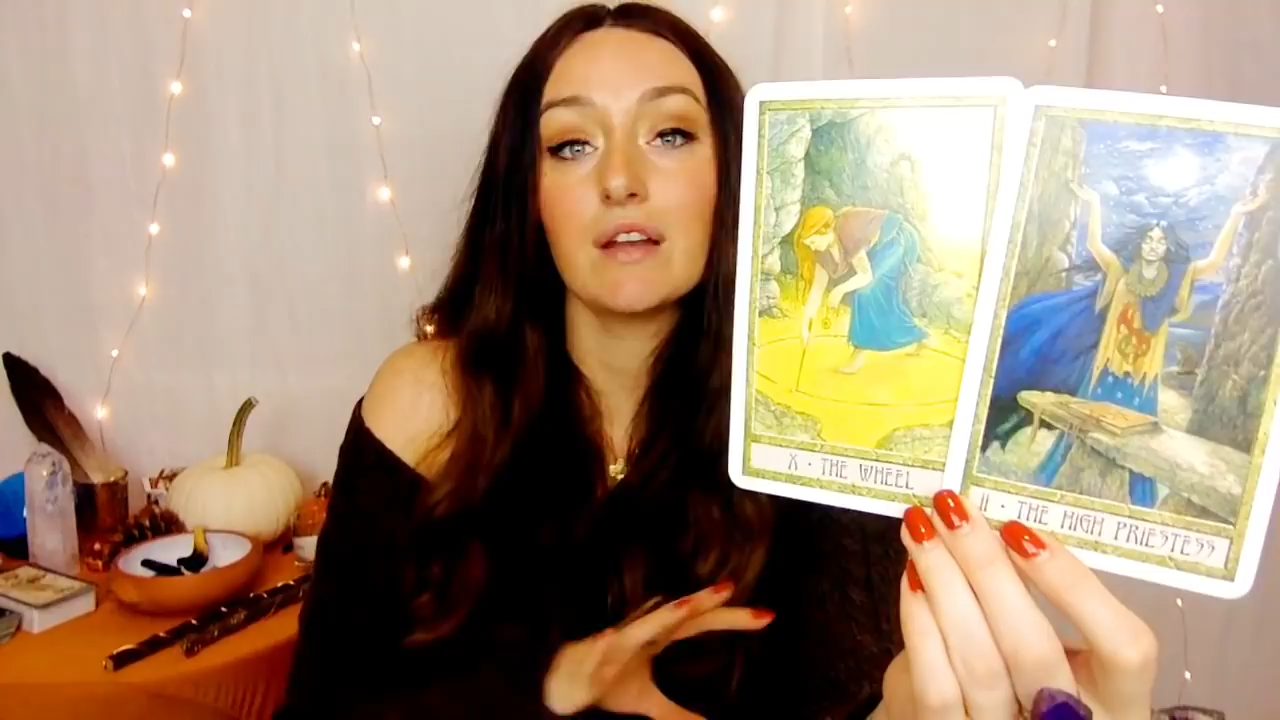 X · THE WHEEL
II · THE HIGH PRIESTESS